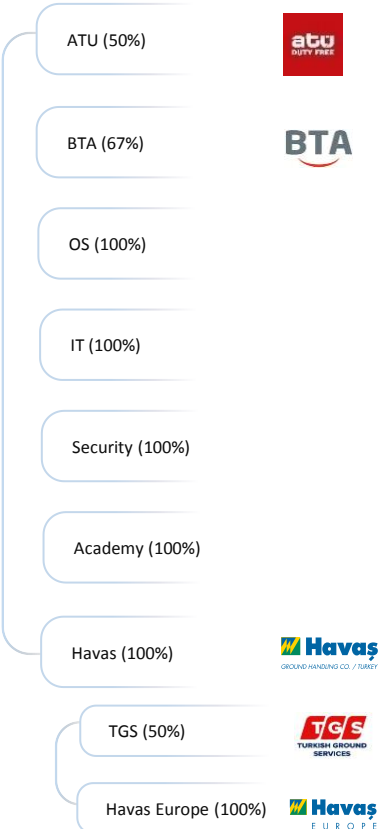 ATU (50%)
atü
DUTY FREE
BTA (67%)
BTA
OS (100%)
IT (100%)
Security (100%)
Academy (100%)
Havas (100%)
Havaş
GROUND HANDLING CO. / TURKEY
TGS (50%)
TGS
TURKISH GROUND
SERVICES
Havas Europe (100%)
Havaş
EUROPE